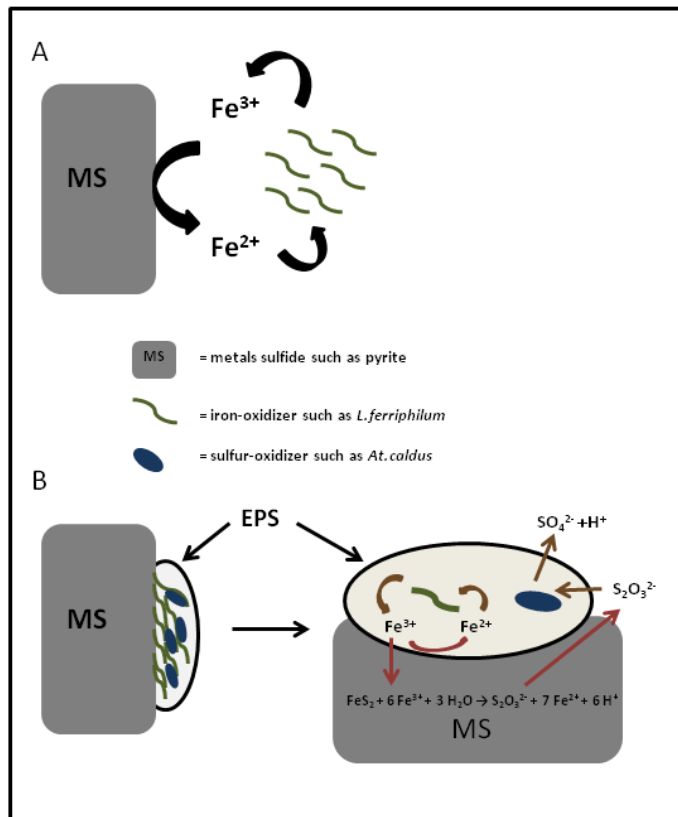 A
Fe³⁺
MS
Fe²⁺
MS = metals sulfide such as pyrite
= iron-oxidizer such as L.ferriphilum
= sulfur-oxidizer such as At.caldus
B
EPS
SO₄²⁻ +H⁺
MS
S₂O₃²⁻
Fe³⁺ Fe²⁺
FeS₂ + 6 Fe³⁺ + 3 H₂O → S₂O₃²⁻ + 7 Fe²⁺ + 6 H⁺
MS